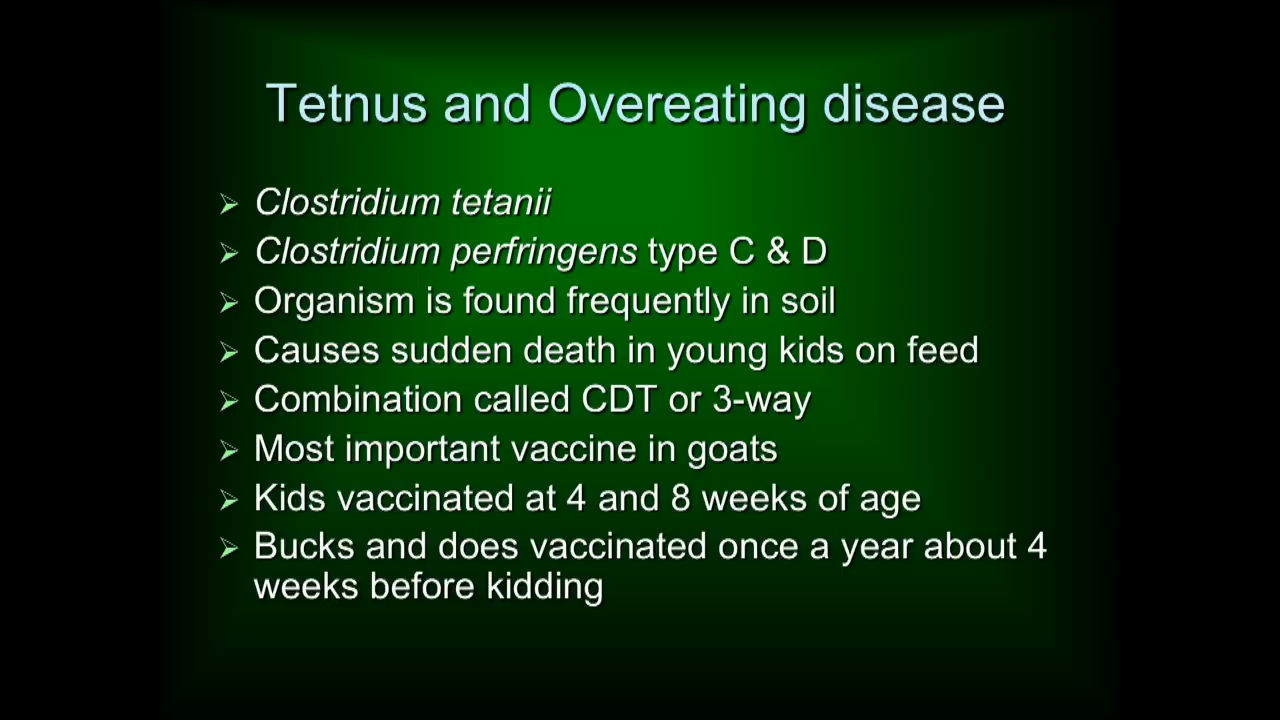 Tetnus and Overeating disease
Clostridium tetanii
Clostridium perfringens type C & D
Organism is found frequently in soil
Causes sudden death in young kids on feed
Combination called CDT or 3-way
Most important vaccine in goats
Kids vaccinated at 4 and 8 weeks of age
Bucks and does vaccinated once a year about 4
weeks before kidding